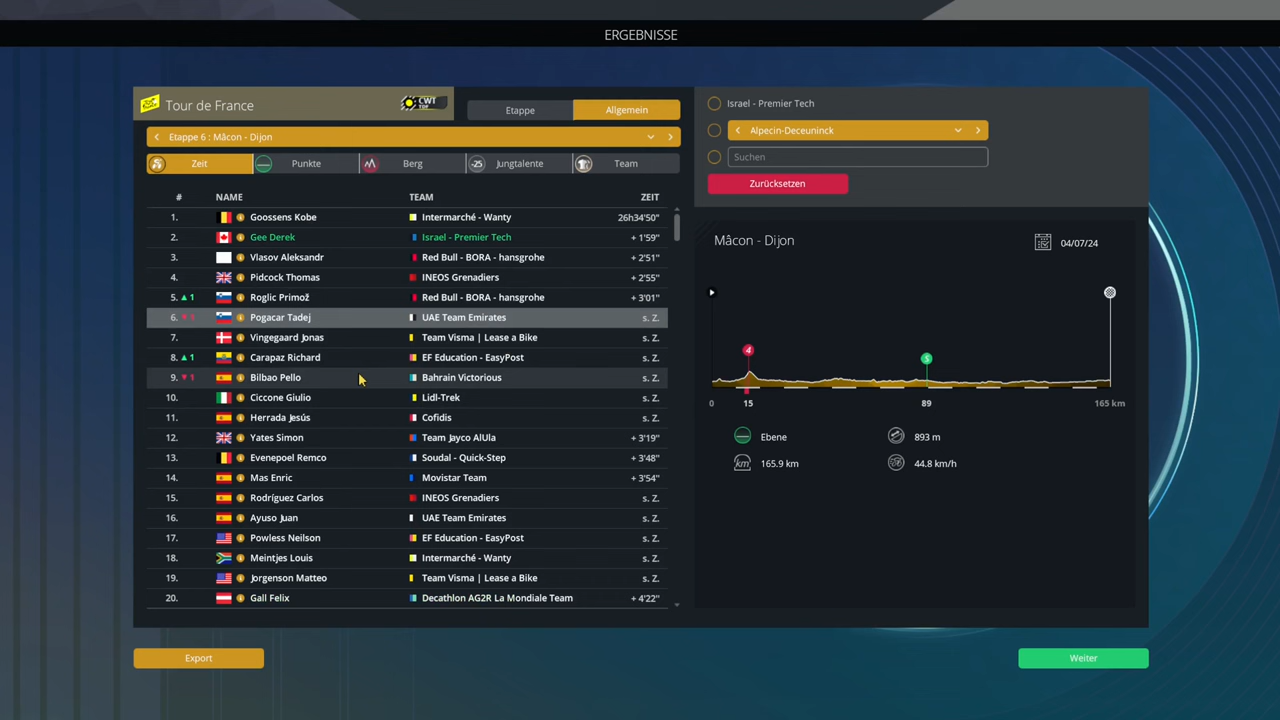 ERGEBNISSE
Tour de France
CWT TDF
Etappe
Allgemein
Etappe 6 : Mâcon - Dijon
Zeit
Punkte
-25
Berg
Jungtalente
Team
# NAME TEAM ZEIT
1. Goossens Kobe Intermarché - Wanty 26h34'50"
2. Gee Derek Israel - Premier Tech + 1'59"
3. Vlasov Aleksandr Red Bull - BORA - hansgrohe + 2'51"
4. Pidcock Thomas INEOS Grenadiers + 2'55"
5. ▲ 1 Roglic Primož Red Bull - BORA - hansgrohe + 3'01"
6. ▼ 1 Pogacar Tadej UAE Team Emirates s. Z.
7. Vingegaard Jonas Team Visma | Lease a Bike s. Z.
8. ▲ 1 Carapaz Richard EF Education - EasyPost s. Z.
9. ▼ 1 Bilbao Pello Bahrain Victorious s. Z.
10. Ciccone Giulio Lidl-Trek s. Z.
11. Herrada Jesús Cofidis s. Z.
12. Yates Simon Team Jayco AlUla + 3'19"
13. Evenepoel Remco Soudal - Quick-Step + 3'48"
14. Mas Enric Movistar Team + 3'54"
15. Rodríguez Carlos INEOS Grenadiers s. Z.
16. Ayuso Juan UAE Team Emirates s. Z.
17. Powless Neilson EF Education - EasyPost s. Z.
18. Meintjes Louis Intermarché - Wanty s. Z.
19. Jorgenson Matteo Team Visma | Lease a Bike s. Z.
20. Gall Felix Decathlon AG2R La Mondiale Team + 4'22"
Israel - Premier Tech
Alpecin-Deceuninck
Suchen
Zurücksetzen
Mâcon - Dijon
04/07/24
4
S
0 15 89 165 km
Ebene
893 m
km 165.9 km
44.8 km/h
Export
Weiter